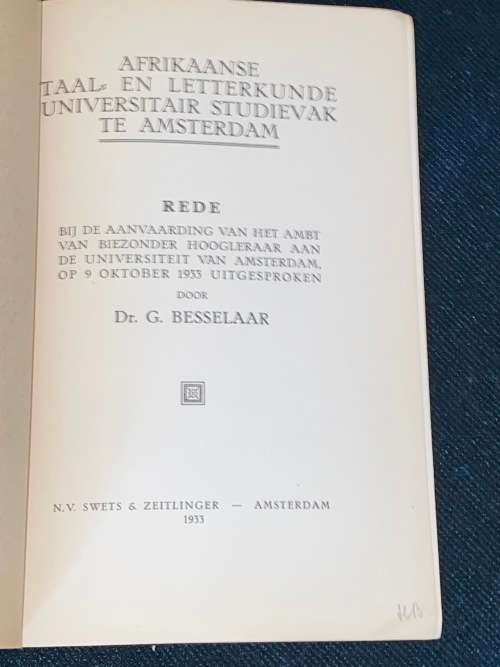 AFRIKAANSE
TAAL- EN LETTERKUNDE
UNIVERSITAIR STUDIEVAK
TE AMSTERDAM
REDE
BIJ DE AANVAARDING VAN HET AMBT
VAN BIEZONDER HOOGLERAAR AAN
DE UNIVERSITEIT VAN AMSTERDAM,
OP 9 OKTOBER 1933 UITGESPROKEN
DOOR
Dr. G. BESSELAAR
N.V. SWETS & ZEITLINGER — AMSTERDAM
1933